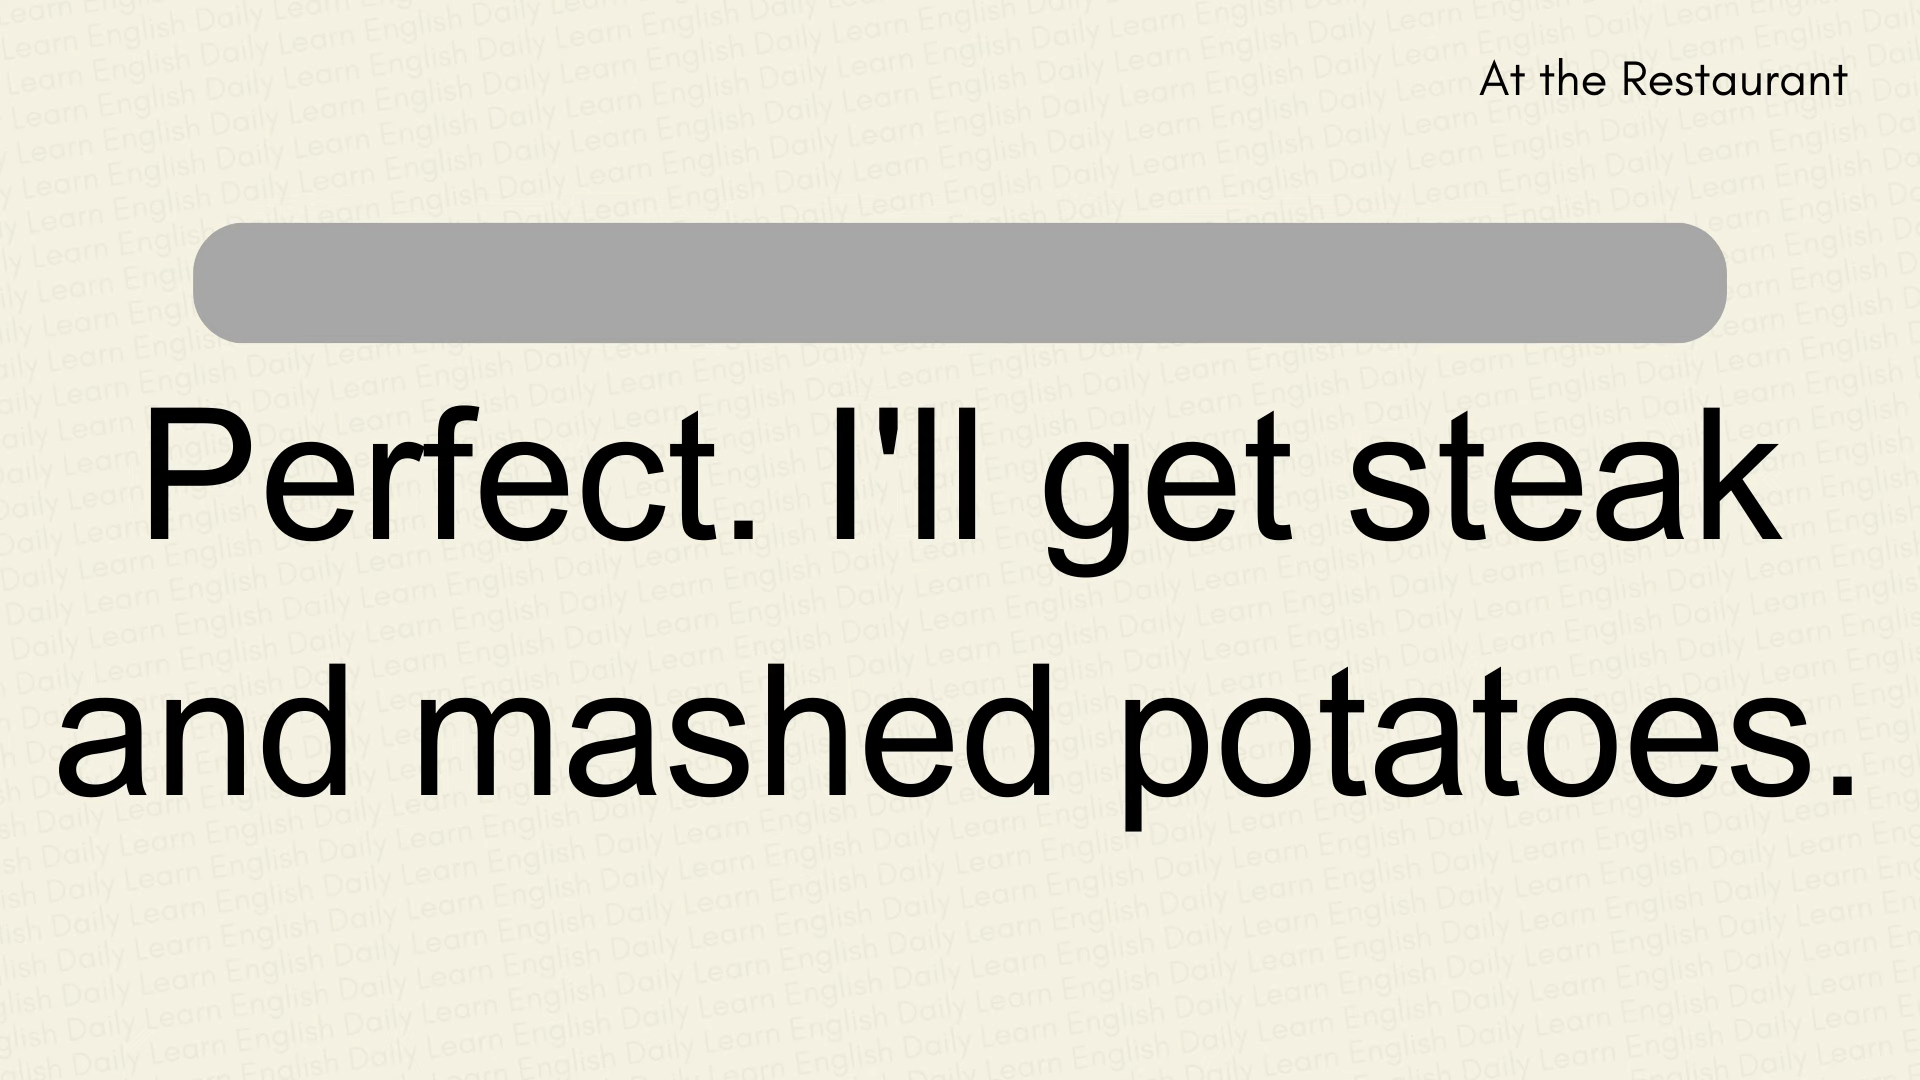 At the Restaurant
Perfect. I'll get steak
and mashed potatoes.